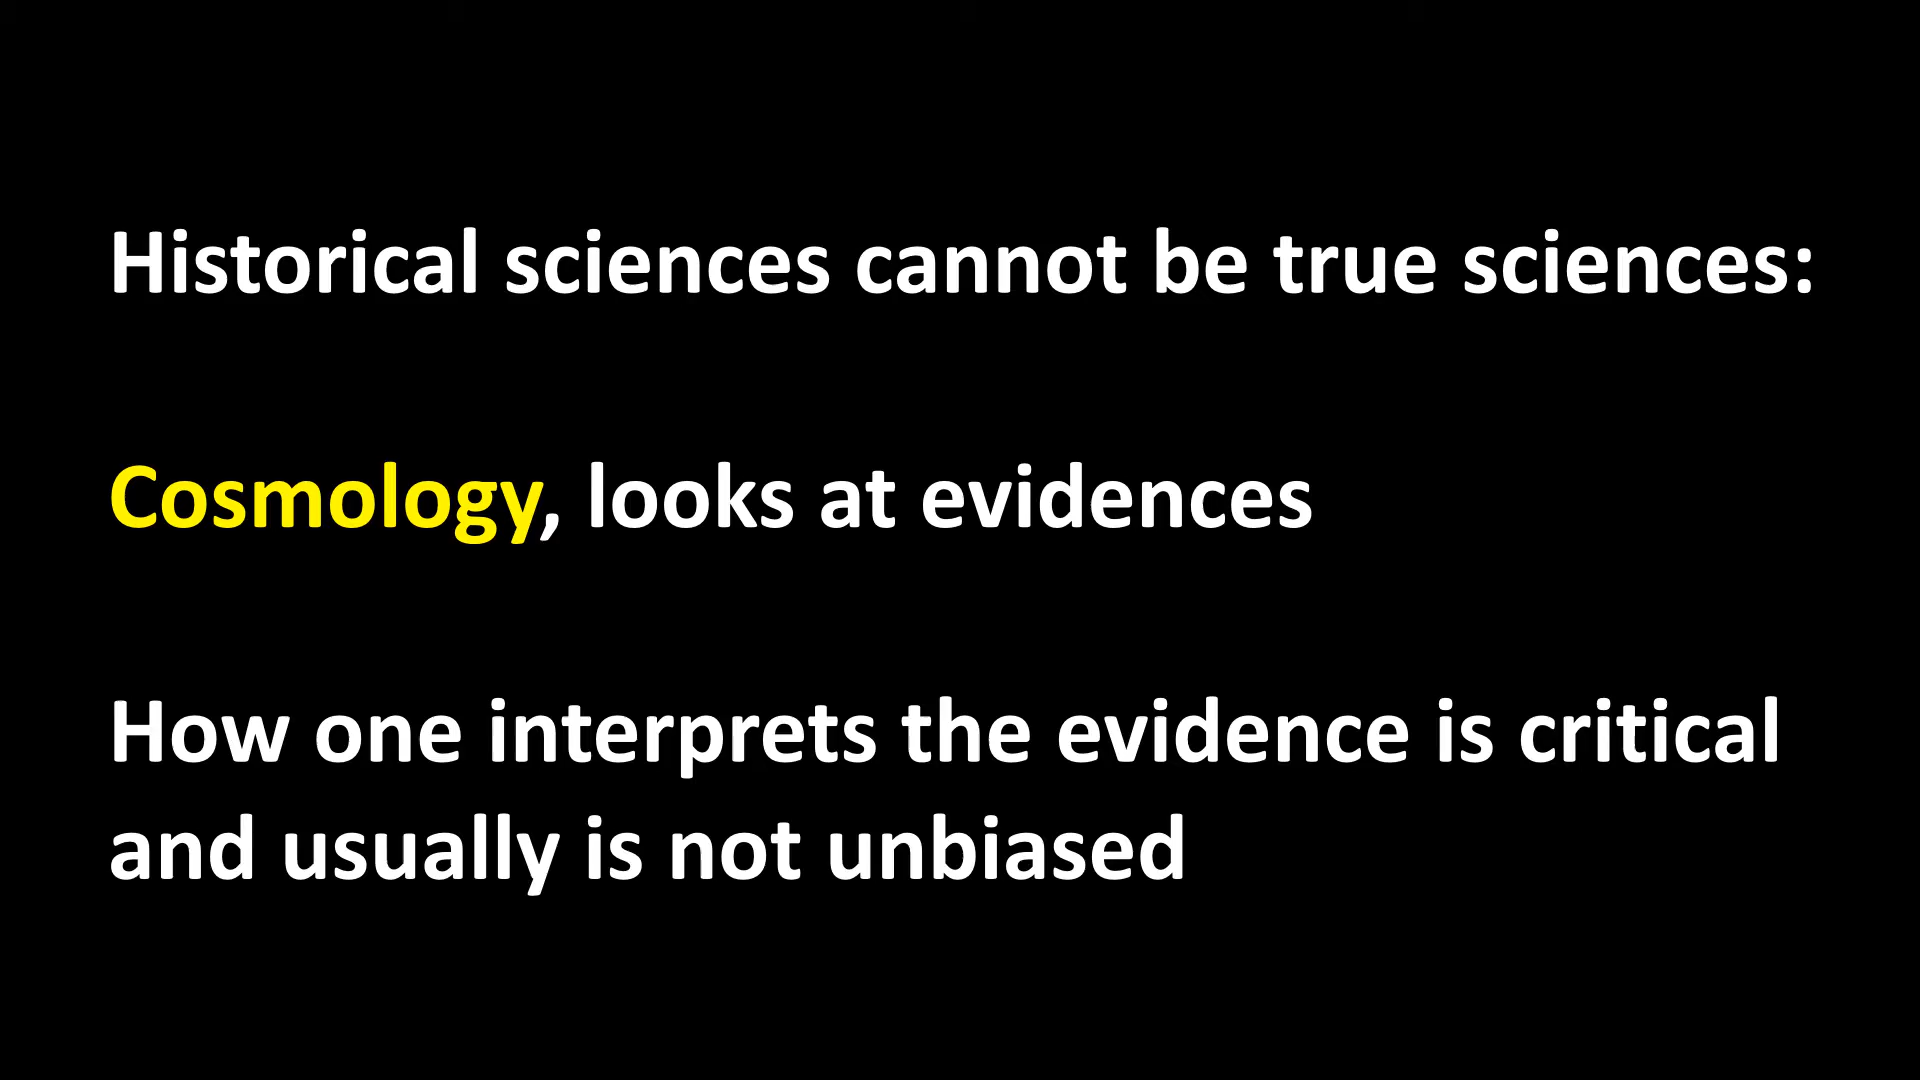 Historical sciences cannot be true sciences:
Cosmology, looks at evidences
How one interprets the evidence is critical
and usually is not unbiased